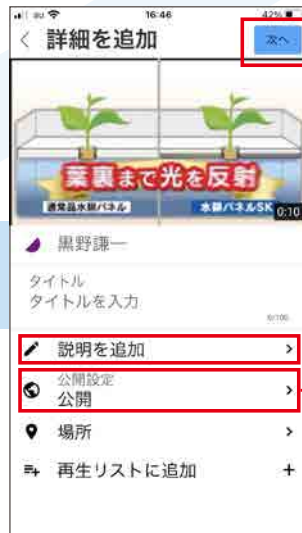 au 16:46 42%
詳細を追加 次へ
葉裏まで光を反射
通常品水耕パネル 水耕パネルSK
0:10
黒野謙一
タイトル
タイトルを入力
0/100
説明を追加
公開設定
公開
場所
再生リストに追加